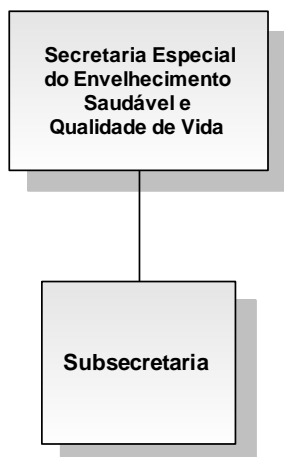 Secretaria Especial
do Envelhecimento
Saudável e
Qualidade de Vida
Subsecretaria